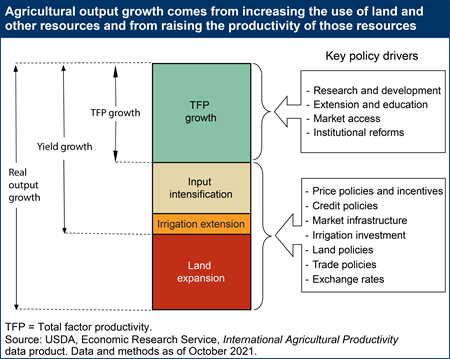 Agricultural output growth comes from increasing the use of land and
other resources and from raising the productivity of those resources
Key policy drivers
TFP
growth
TFP growth
Yield growth
Real
output
growth
Input
intensification
Irrigation extension
Land
expansion
- Research and development
- Extension and education
- Market access
- Institutional reforms
- Price policies and incentives
- Credit policies
- Market infrastructure
- Irrigation investment
- Land policies
- Trade policies
- Exchange rates
TFP = Total factor productivity.
Source: USDA, Economic Research Service, International Agricultural Productivity
data product. Data and methods as of October 2021.